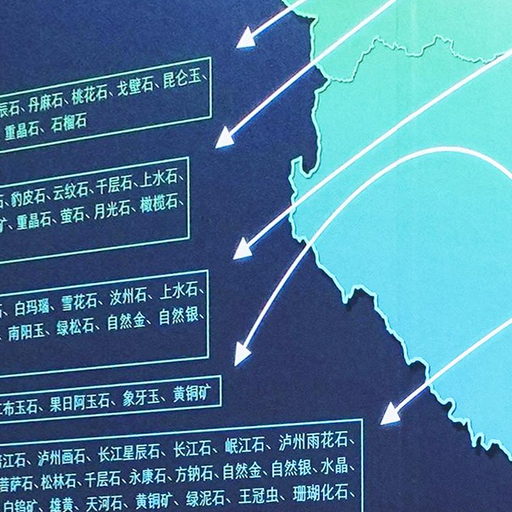 辰石、丹麻石、桃花石、戈壁石、昆仑玉、
重晶石、石榴石
豹皮石、云纹石、千层石、上水石、
矿、重晶石、萤石、月光石、橄榄石、
白玛瑙、雪花石、汝州石、上水石、
南阳玉、绿松石、自然金、自然银、
布玉石、果日阿玉石、象牙玉、黄铜矿
江石、泸州画石、长江星辰石、长江石、岷江石、泸州雨花石、
菩萨石、松林石、千层石、永康石、方钠石、自然金、自然银、水晶、
白钨矿、雄黄、天河石、黄铜矿、绿泥石、王冠虫、珊瑚化石、